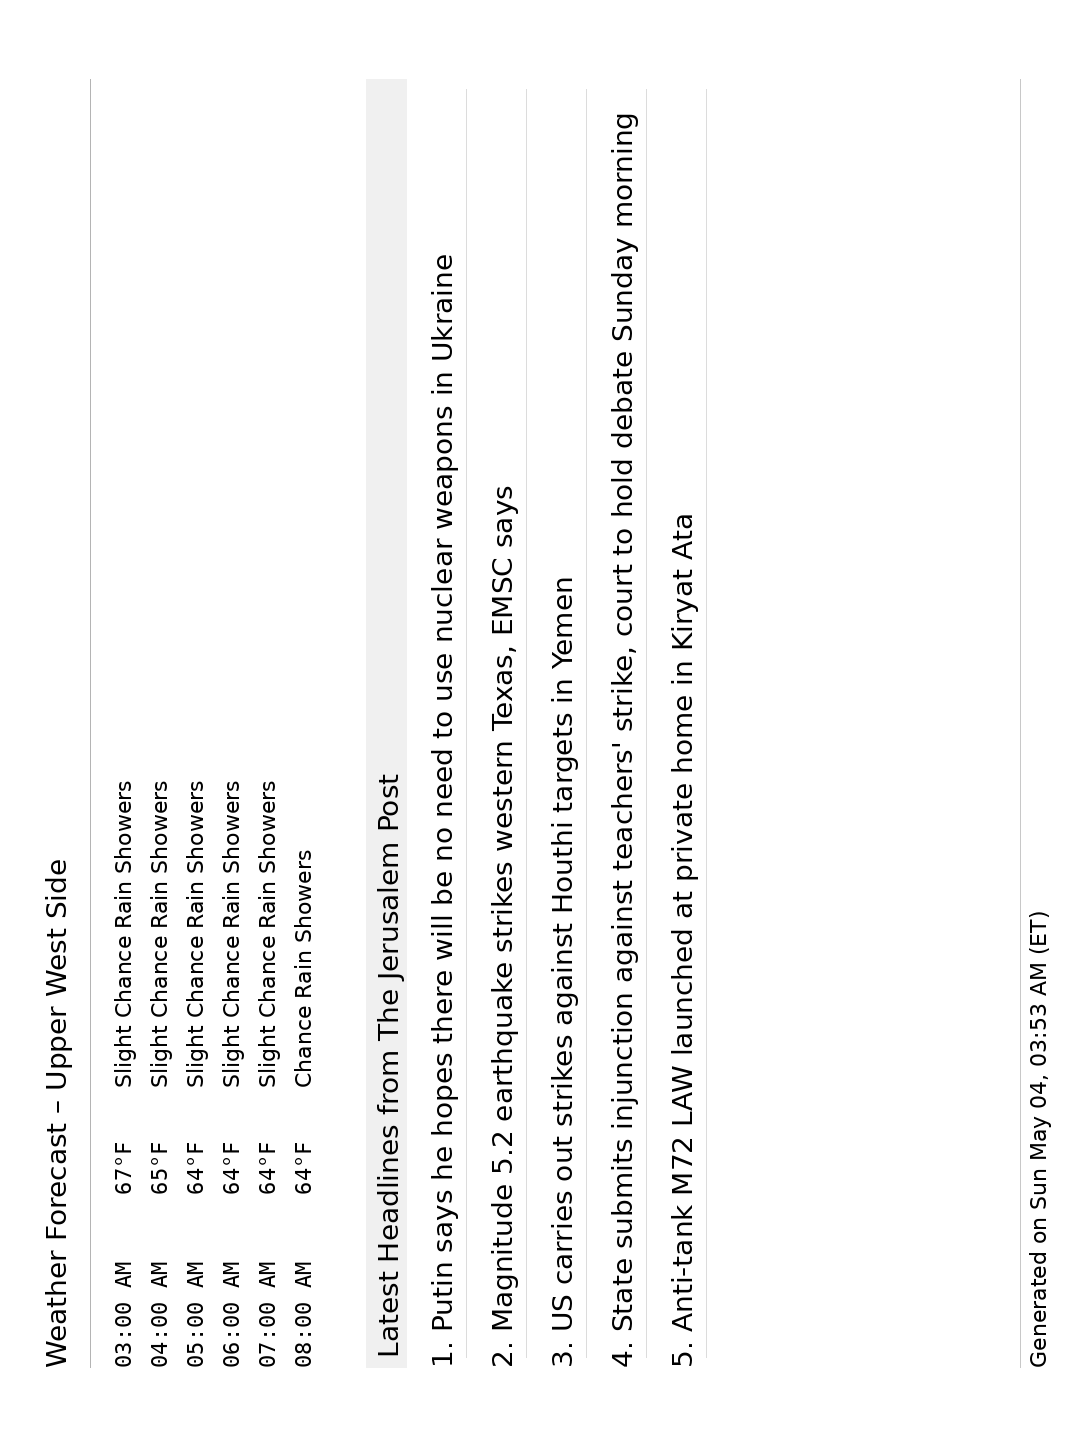 Weather Forecast – Upper West Side
03:00 AM 67°F Slight Chance Rain Showers
04:00 AM 65°F Slight Chance Rain Showers
05:00 AM 64°F Slight Chance Rain Showers
06:00 AM 64°F Slight Chance Rain Showers
07:00 AM 64°F Slight Chance Rain Showers
08:00 AM 64°F Chance Rain Showers
Latest Headlines from The Jerusalem Post
1. Putin says he hopes there will be no need to use nuclear weapons in Ukraine
2. Magnitude 5.2 earthquake strikes western Texas, EMSC says
3. US carries out strikes against Houthi targets in Yemen
4. State submits injunction against teachers' strike, court to hold debate Sunday morning
5. Anti-tank M72 LAW launched at private home in Kiryat Ata
Generated on Sun May 04, 03:53 AM (ET)